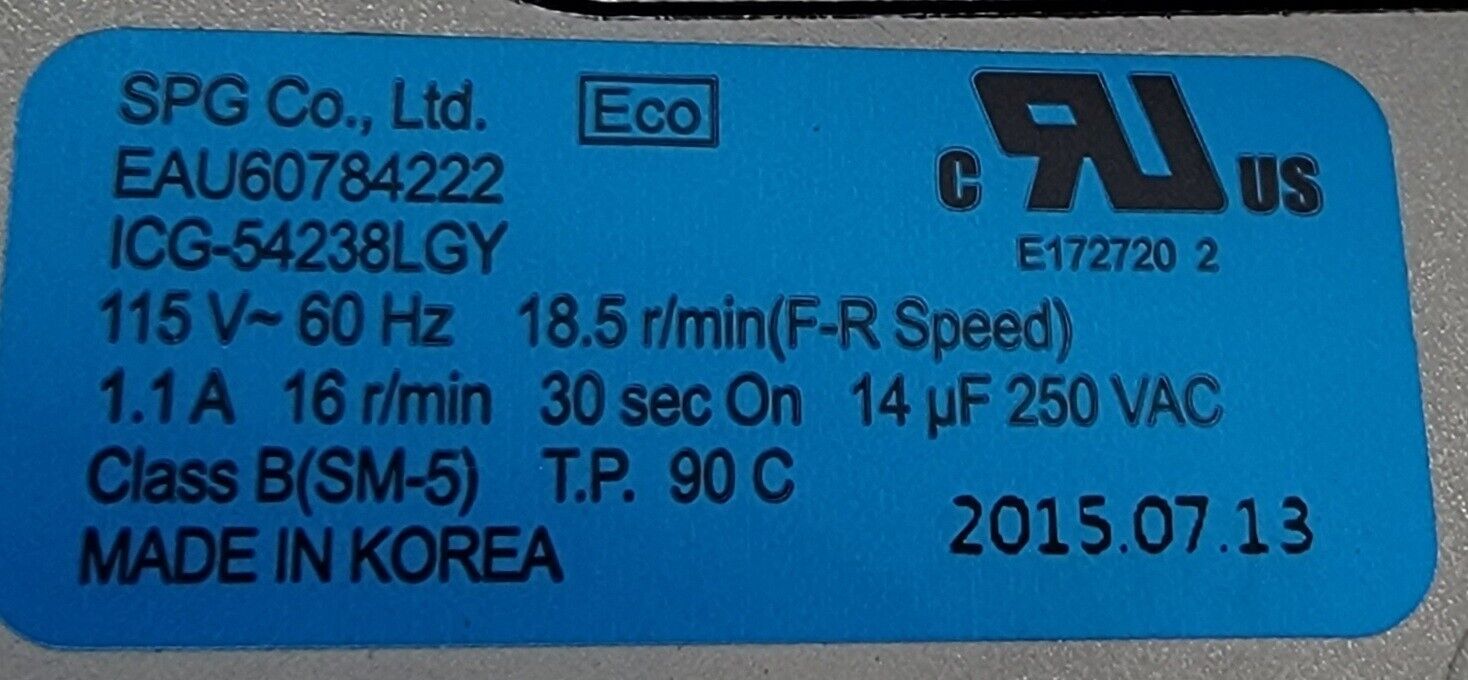 SPG Co., Ltd. Eco
EAU60784222
ICG-54238LGY
c RU US
E172720 2
115 V~ 60 Hz 18.5 r/min(F-R Speed)
1.1 A 16 r/min 30 sec On 14 µF 250 VAC
Class B(SM-5) T.P. 90 C
MADE IN KOREA
2015.07.13